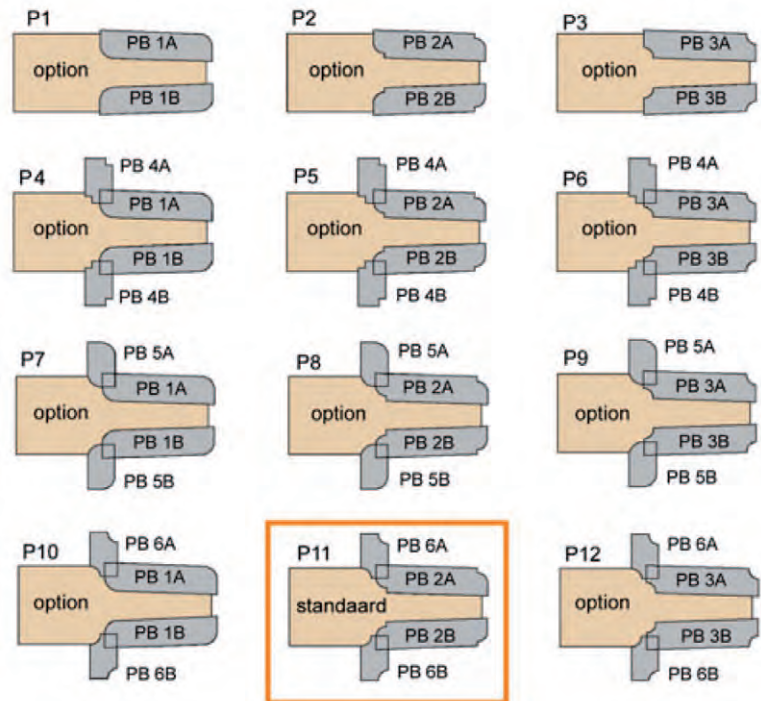 P1
PB 1A
option
PB 1B
P2
PB 2A
option
PB 2B
P3
PB 3A
option
PB 3B
P4
PB 4A
PB 1A
option
PB 1B
PB 4B
P5
PB 4A
PB 2A
option
PB 2B
PB 4B
P6
PB 4A
PB 3A
option
PB 3B
PB 4B
P7
PB 5A
PB 1A
option
PB 1B
PB 5B
P8
PB 5A
PB 2A
option
PB 2B
PB 5B
P9
PB 5A
PB 3A
option
PB 3B
PB 5B
P10
PB 6A
PB 1A
option
PB 1B
PB 6B
P11
PB 6A
PB 2A
standaard
PB 2B
PB 6B
P12
PB 6A
PB 3A
option
PB 3B
PB 6B